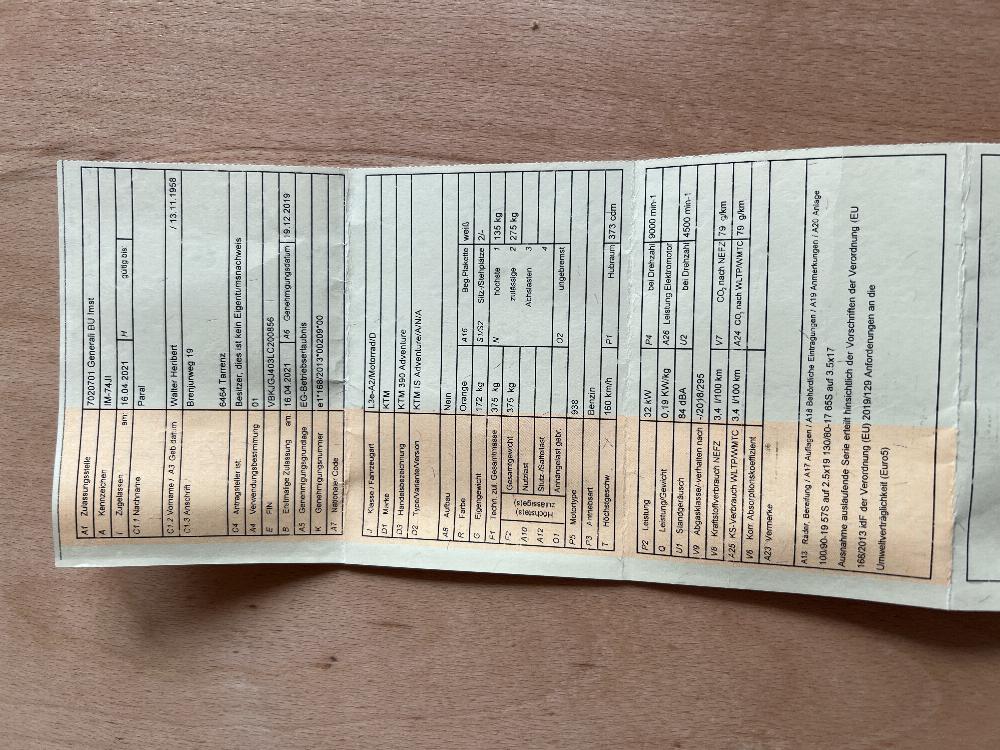 A1 Zulassungsstelle 7020701 Generali BU Imst
A Kennzeichen IM-74JI
I Zugelassen am: 16.04.2021 H gültig bis:
C1.1 Nachname Paral
C1.2 Vorname / A3 Geb.datum Walter Heribert / 13.11.1958
C1.3 Anschrift Brenjurweg 19
6464 Tarrenz
C4 Antragsteller ist: Besitzer, dies ist kein Eigentumsnachweis
A4 Verwendungsbestimmung 01
E FIN VBKJGJ403LC200856
B Erstmalige Zulassung am: 16.04.2021 A6 Genehmigungsdatum 19.12.2019
A5 Genehmigungsgrundlage EG-Betriebserlaubnis
K Genehmigungsnummer e1*168/2013*00209*00
A7 Nationaler Code
J Klasse / Fahrzeugart L3e-A2/Motorrad/D
D1 Marke KTM
D3 Handelsbezeichnung KTM 390 Adventure
D2 Type/Variante/Version KTM IS Adventure/A/N/A
A8 Aufbau Nein
R Farbe Orange A16 Beg.Plakette weiß
G Eigengewicht 172 kg S1/S2 Sitz-/Stehplätze 2/-
F1 Techn.zul. Gesamtmasse 375 kg N höchste 1 135 kg
Höchste(s) zulässige(s)
F2 Gesamtgewicht 375 kg zulässige 2 275 kg
A10 Nutzlast Achslasten 3
A12 Stütz-/Sattellast 4
O1 Anhängelast gebr. O2 ungebremst
P5 Motortype 938
P3 Antriebsart Benzin
T Höchstgeschw. 160 km/h P1 Hubraum 373 ccm
P2 Leistung 32 KW P4 bei Drehzahl 9000 min-1
Q Leistung/Gewicht 0,19 KW/kg A26 Leistung Elektromotor
U1 Standgeräusch 84 dBA U2 bei Drehzahl 4500 min-1
V9 Abgasklasse/-verhalten nach -/2018/295
V8 Kraftstoffverbrauch NEFZ 3,4 l/100 km V7 CO₂ nach NEFZ 79 g/km
A25 KS-Verbrauch WLTP/WMTC 3,4 l/100 km A24 CO₂ nach WLTP/WMTC 79 g/km
V6 Korr. Absorptionskoeffizient
A23 Vermerke
A13 Räder, Bereifung / A17 Auflagen / A18 Behördliche Eintragungen / A19 Anmerkungen / A20 Anlage
100/90-19 57S auf 2.5x19 130/80-17 65S auf 3.5x17
Ausnahme auslaufende Serie erteilt hinsichtlich der Vorschriften der Verordnung (EU
168/2013 idF der Verordnung (EU) 2019/129 Anforderungen an die
Umweltverträglichkeit (Euro5)